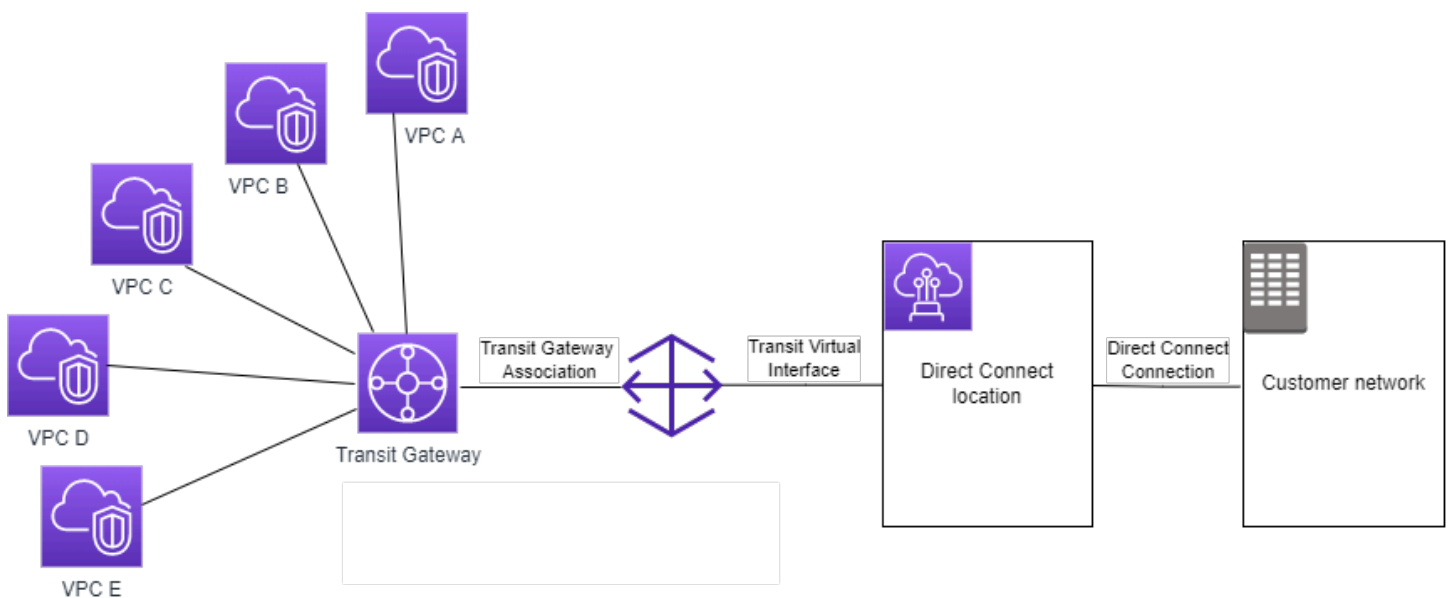 VPC A
VPC B
VPC C
VPC D
VPC E
Transit Gateway
Transit Gateway
Association
Transit Virtual
Interface
Direct Connect
location
Direct Connect
Connection
Customer network